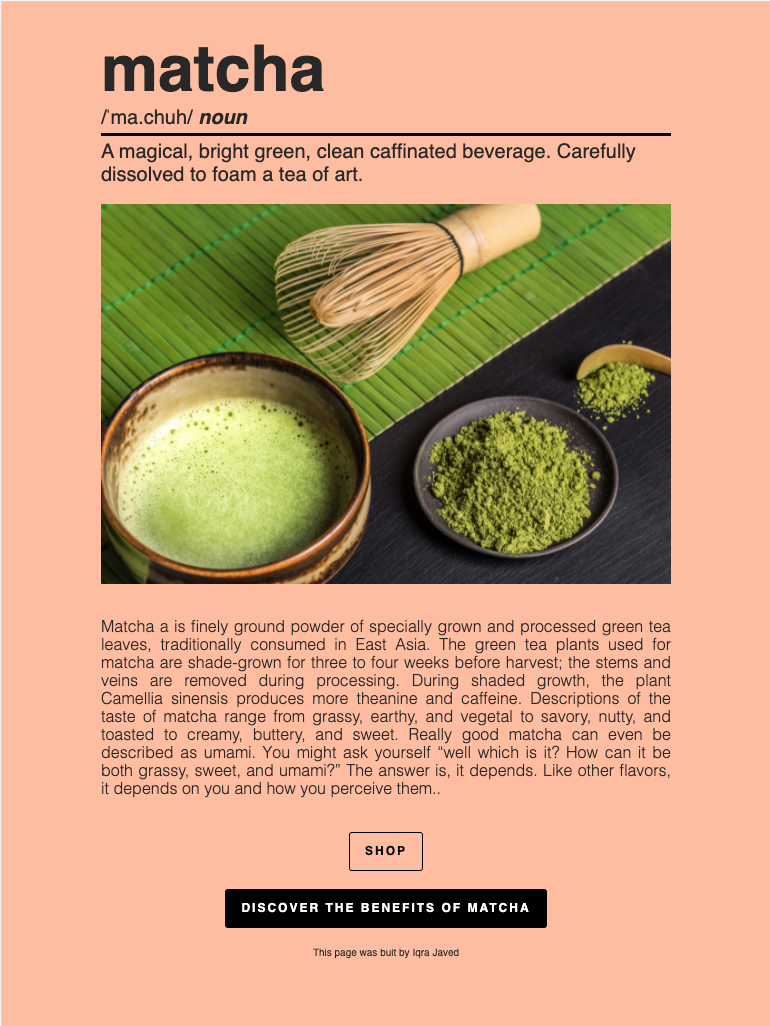 matcha
/ˈma.chuh/ noun
A magical, bright green, clean caffinated beverage. Carefully
dissolved to foam a tea of art.
Matcha a is finely ground powder of specially grown and processed green tea
leaves, traditionally consumed in East Asia. The green tea plants used for
matcha are shade-grown for three to four weeks before harvest; the stems and
veins are removed during processing. During shaded growth, the plant
Camellia sinensis produces more theanine and caffeine. Descriptions of the
taste of matcha range from grassy, earthy, and vegetal to savory, nutty, and
toasted to creamy, buttery, and sweet. Really good matcha can even be
described as umami. You might ask yourself “well which is it? How can it be
both grassy, sweet, and umami?” The answer is, it depends. Like other flavors,
it depends on you and how you perceive them..
SHOP
DISCOVER THE BENEFITS OF MATCHA
This page was buit by Iqra Javed